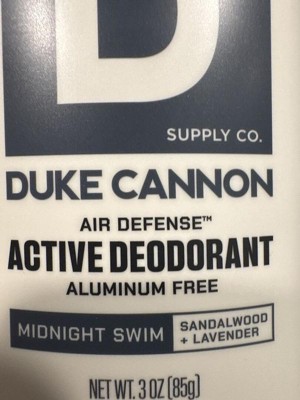 D
SUPPLY CO.
DUKE CANNON
AIR DEFENSE™
ACTIVE DEODORANT
ALUMINUM FREE
MIDNIGHT SWIM
SANDALWOOD
+ LAVENDER
NET WT. 3 OZ (85g)